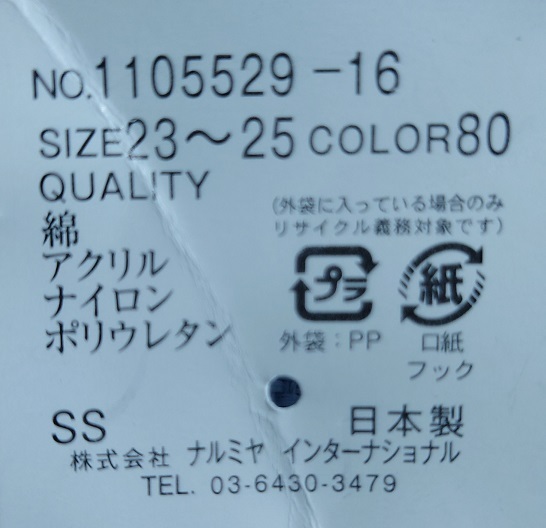 NO.1105529-16
SIZE23～25 COLOR80
QUALITY
綿
アクリル
ナイロン
ポリウレタン
(外袋に入っている場合のみ
リサイクル義務対象です)
プラ
紙
外袋：PP
口紙
フック
SS
日本製
株式会社 ナルミヤ インターナショナル
TEL. 03-6430-3479